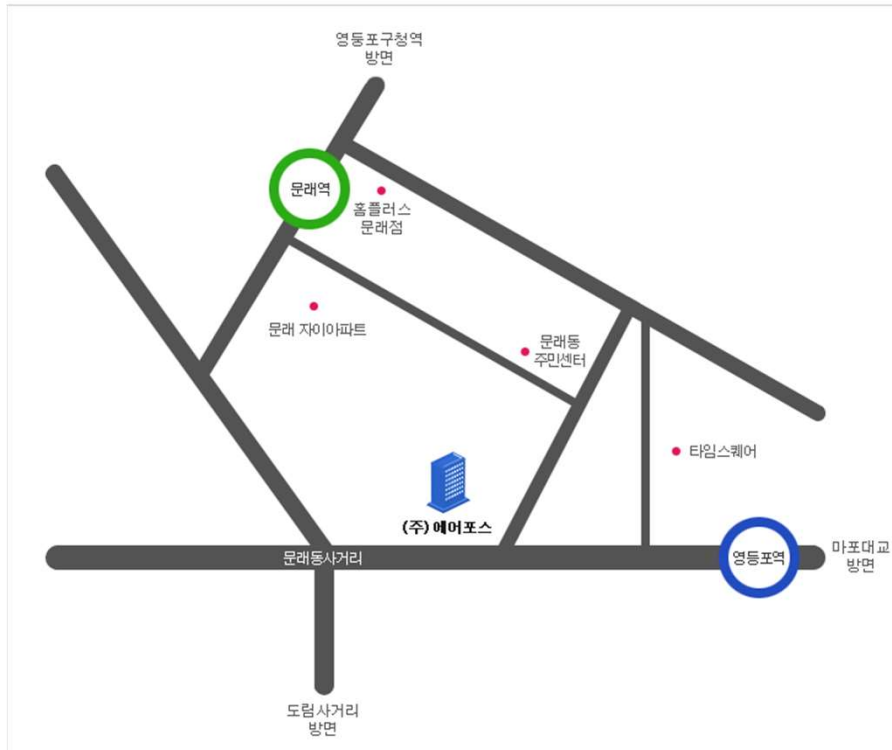 영등포구청역
방면
문래역
홈플러스
문래점
문래 자이아파트
문래동
주민센터
타임스퀘어
(주)에어포스
문래동사거리
영등포역
마포대교
방면
도림사거리
방면